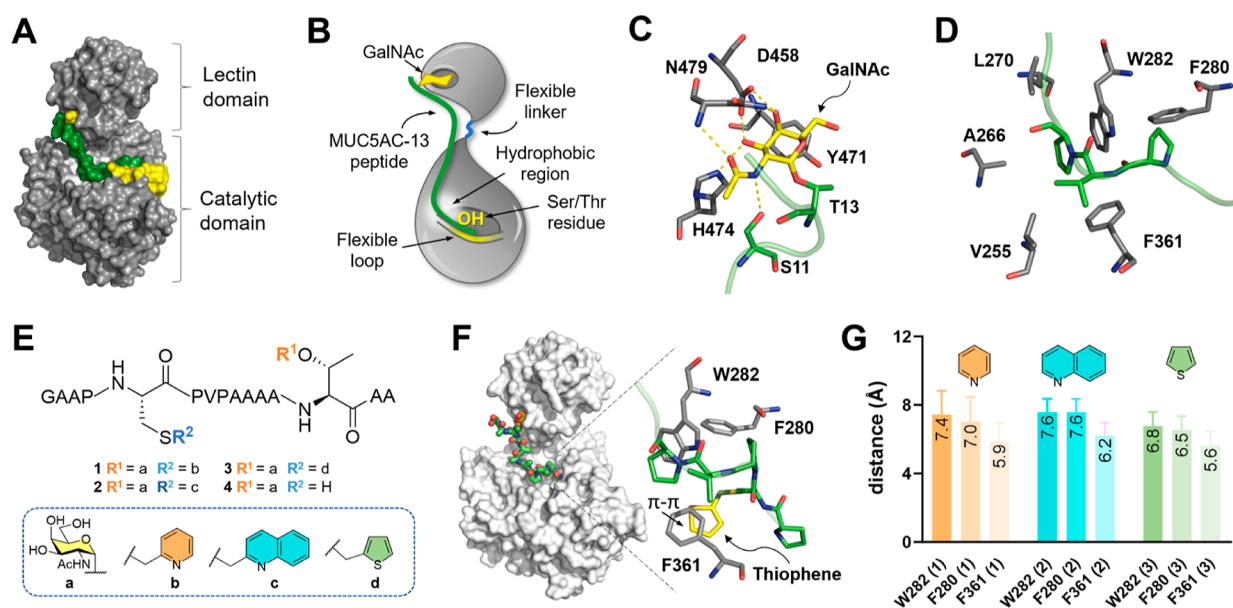 A
Lectin
domain
Catalytic
domain
B
GalNAc
Flexible
linker
MUC5AC-13
peptide
Hydrophobic
region
OH
Ser/Thr
residue
Flexible
loop
C
D458
N479
GalNAc
Y471
T13
H474
S11
D
W282
L270
F280
A266
V255
F361
E
R¹
O
O
H
N
GAAP
PVPAAAA
N
H
AA
O
SR²
1 R¹ = a R² = b 3 R¹ = a R² = d
2 R¹ = a R² = c 4 R¹ = a R² = H
OH OH
O
HO
AcHN
N
N
S
a b c d
F
W282
F280
π-π
F361
Thiophene
G
distance (Å)
12
8
4
0
N
N
S
7.4
7.0
5.9
7.6
7.6
6.2
6.8
6.5
5.6
W282 (1)
F280 (1)
F361 (1)
W282 (2)
F280 (2)
F361 (2)
W282 (3)
F280 (3)
F361 (3)